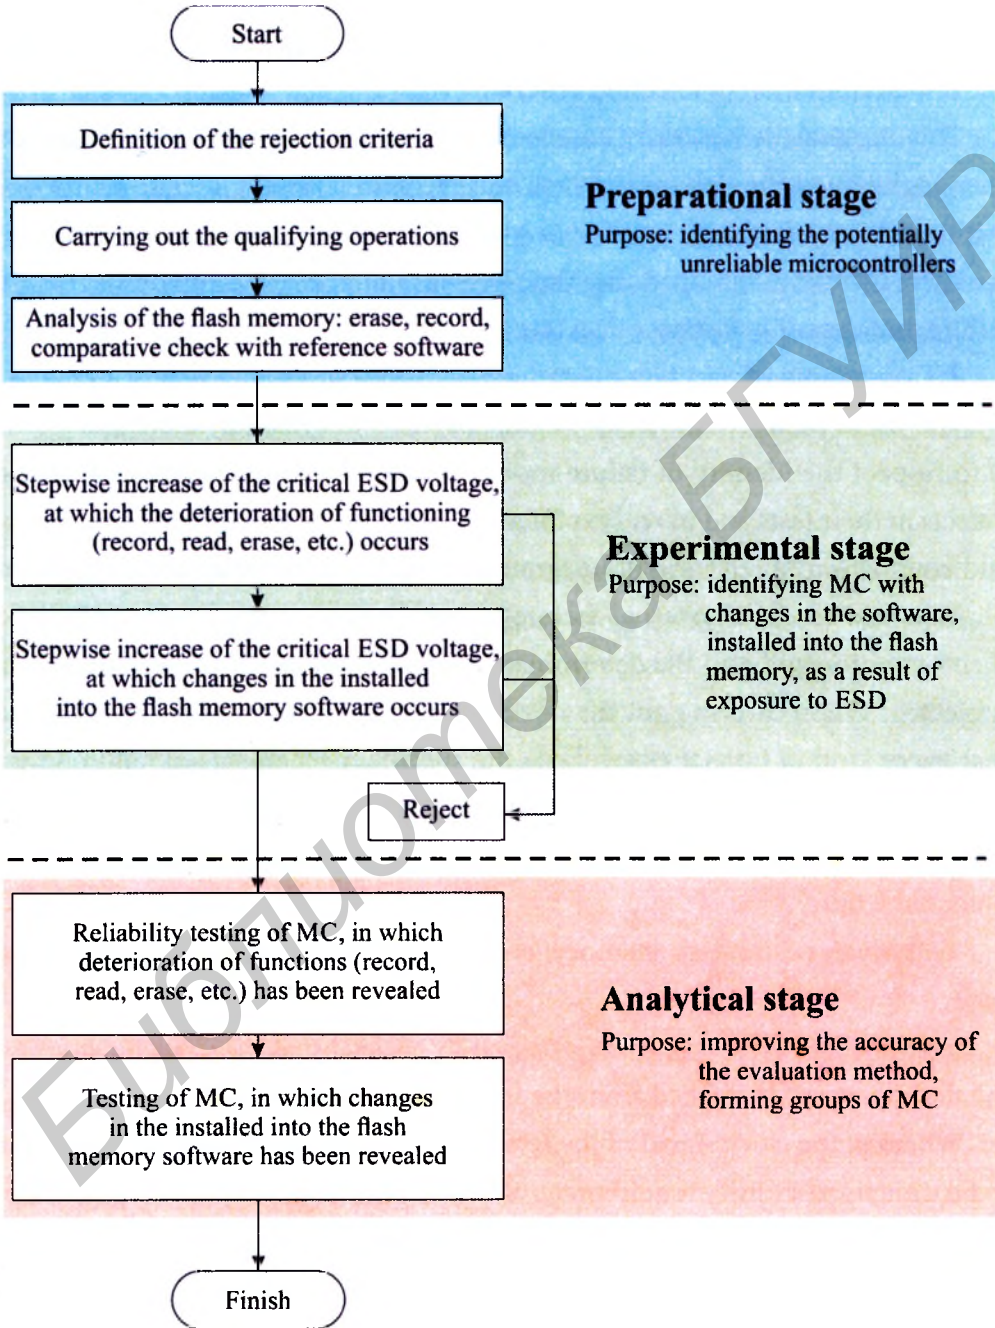 Start
Definition of the rejection criteria
Carrying out the qualifying operations
Analysis of the flash memory: erase, record,
comparative check with reference software
Preparational stage
Purpose: identifying the potentially
unreliable microcontrollers
Stepwise increase of the critical ESD voltage,
at which the deterioration of functioning
(record, read, erase, etc.) occurs
Stepwise increase of the critical ESD voltage,
at which changes in the installed
into the flash memory software occurs
Reject
Experimental stage
Purpose: identifying MC with
changes in the software,
installed into the flash
memory, as a result of
exposure to ESD
Reliability testing of MC, in which
deterioration of functions (record,
read, erase, etc.) has been revealed
Testing of MC, in which changes
in the installed into the flash
memory software has been revealed
Analytical stage
Purpose: improving the accuracy of
the evaluation method,
forming groups of MC
Finish
Библиотека БГУИР